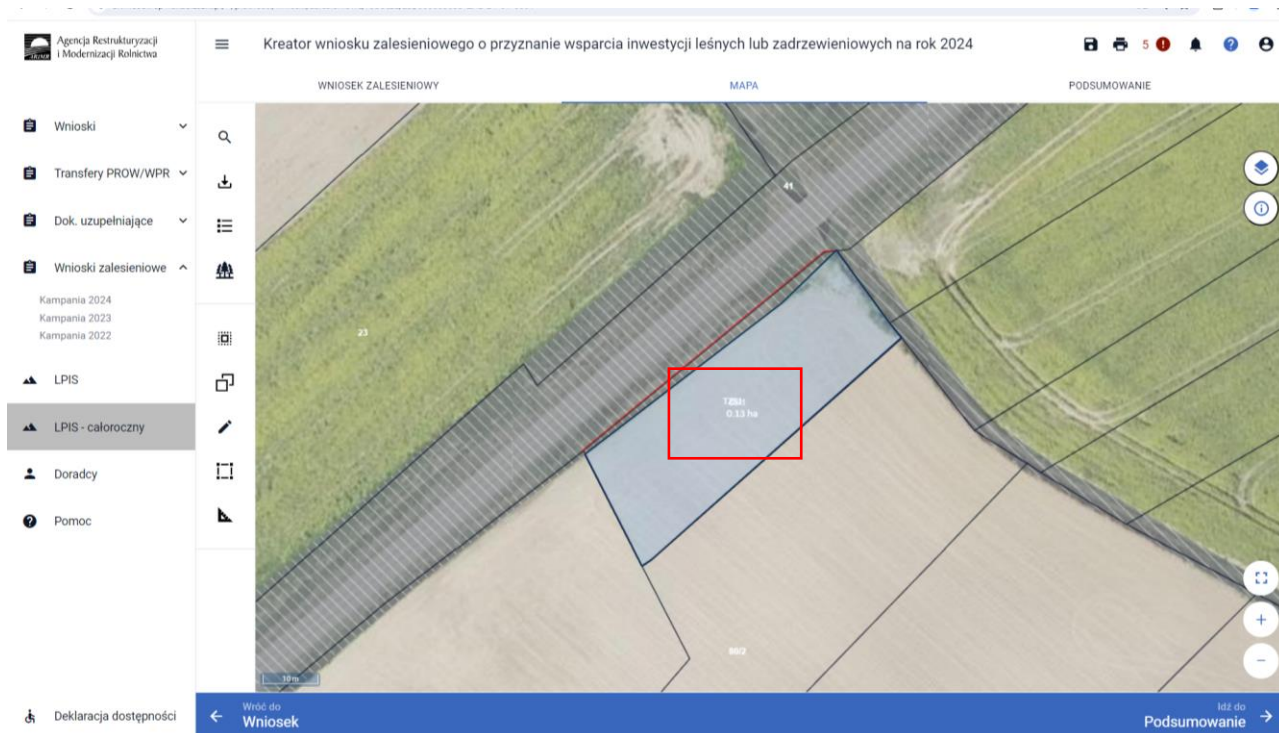 Agencja Restrukturyzacji
i Modernizacji Rolnictwa
ARiMR
Kreator wniosku zalesieniowego o przyznanie wsparcia inwestycji leśnych lub zadrzewieniowych na rok 2024
5
WNIOSEK ZALESIENIOWY
MAPA
PODSUMOWANIE
Wnioski
Transfery PROW/WPR
Dok. uzupełniające
Wnioski zalesieniowe
Kampania 2024
Kampania 2023
Kampania 2022
LPIS
LPIS - całoroczny
Doradcy
Pomoc
Deklaracja dostępności
41
23
0.13 ha
86/2
10 m
Wróć do
Wniosek
Idź do
Podsumowanie